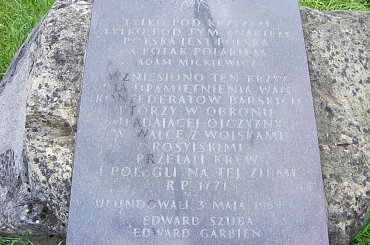 TYLKO POD KRZYŻEM
TYLKO POD TYM ZNAKIEM
POLSKA JEST POLSKĄ
A POLAK POLAKIEM
ADAM MICKIEWICZ
WZNIESIONO TEN KRZYŻ
DLA UPAMIĘTNIENIA WALK
KONFEDERATÓW BARSKICH
KTÓRZY W OBRONIE
UPADAJĄCEJ OJCZYZNY
W WALCE Z WOJSKAMI
ROSYJSKIMI
PRZELALI KREW
I POLEGLI NA TEJ ZIEMI
R.P. 1771
UFUNDOWALI 3 MAJA
EDWARD SZUBA
EDWARD GARBIEŃ